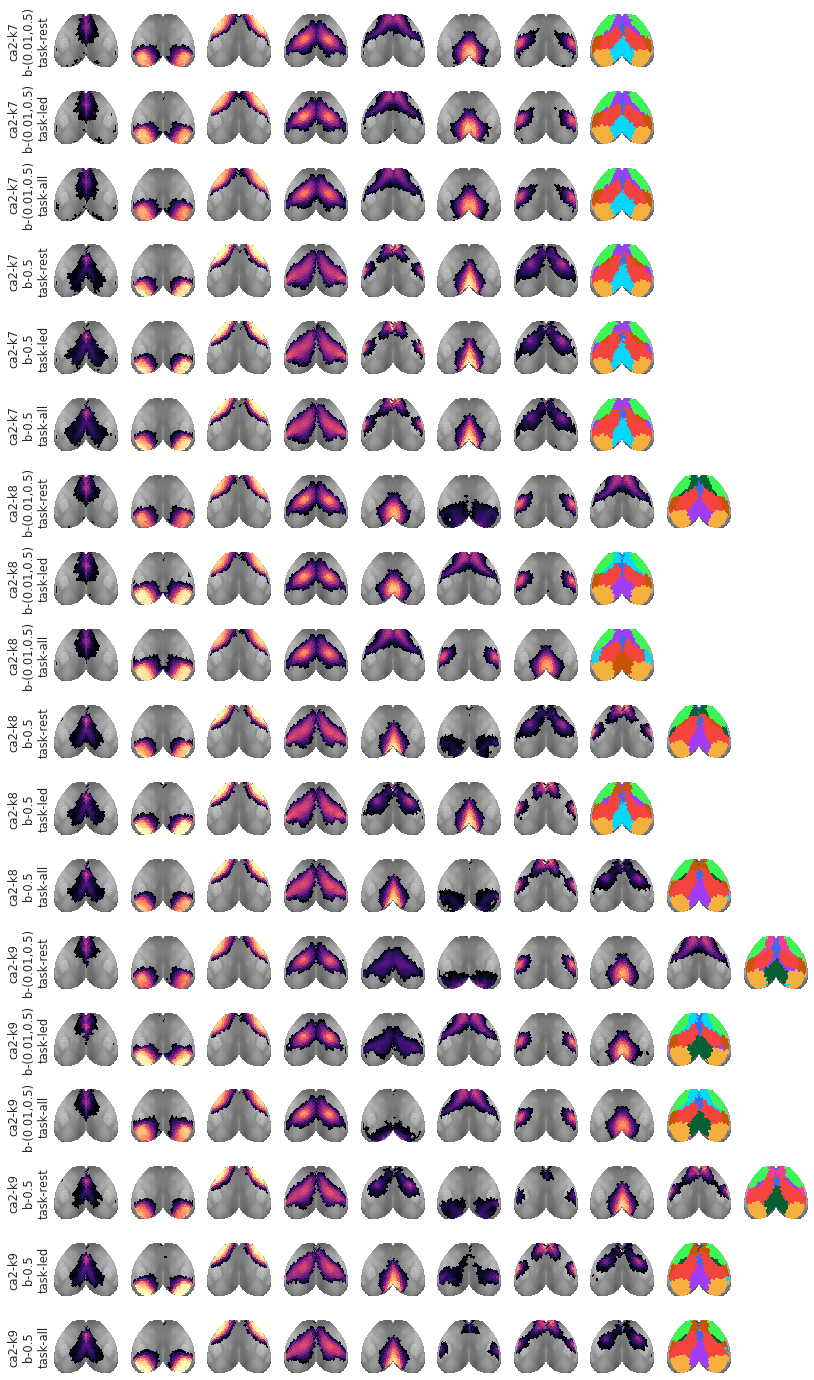 ca2-k7
b-(0.01,0.5)
task-rest
ca2-k7
b-(0.01,0.5)
task-led
ca2-k7
b-(0.01,0.5)
task-all
ca2-k7
b-0.5
task-rest
ca2-k7
b-0.5
task-led
ca2-k7
b-0.5
task-all
ca2-k8
b-(0.01,0.5)
task-rest
ca2-k8
b-(0.01,0.5)
task-led
ca2-k8
b-(0.01,0.5)
task-all
ca2-k8
b-0.5
task-rest
ca2-k8
b-0.5
task-led
ca2-k8
b-0.5
task-all
ca2-k9
b-(0.01,0.5)
task-rest
ca2-k9
b-(0.01,0.5)
task-led
ca2-k9
b-(0.01,0.5)
task-all
ca2-k9
b-0.5
task-rest
ca2-k9
b-0.5
task-led
ca2-k9
b-0.5
task-all